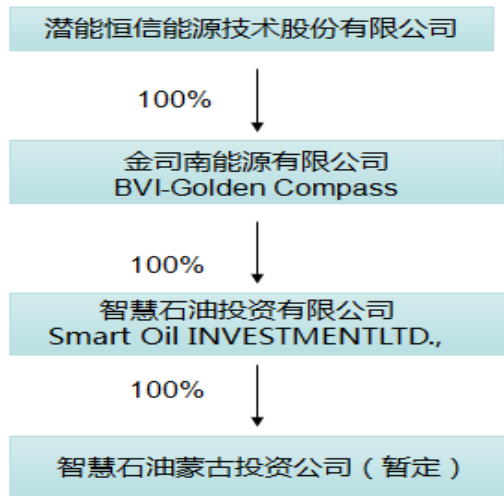 潜能恒信能源技术股份有限公司
100%
金司南能源有限公司
BVI-Golden Compass
100%
智慧石油投资有限公司
Smart Oil INVESTMENTLTD.,
100%
智慧石油蒙古投资公司（暂定）